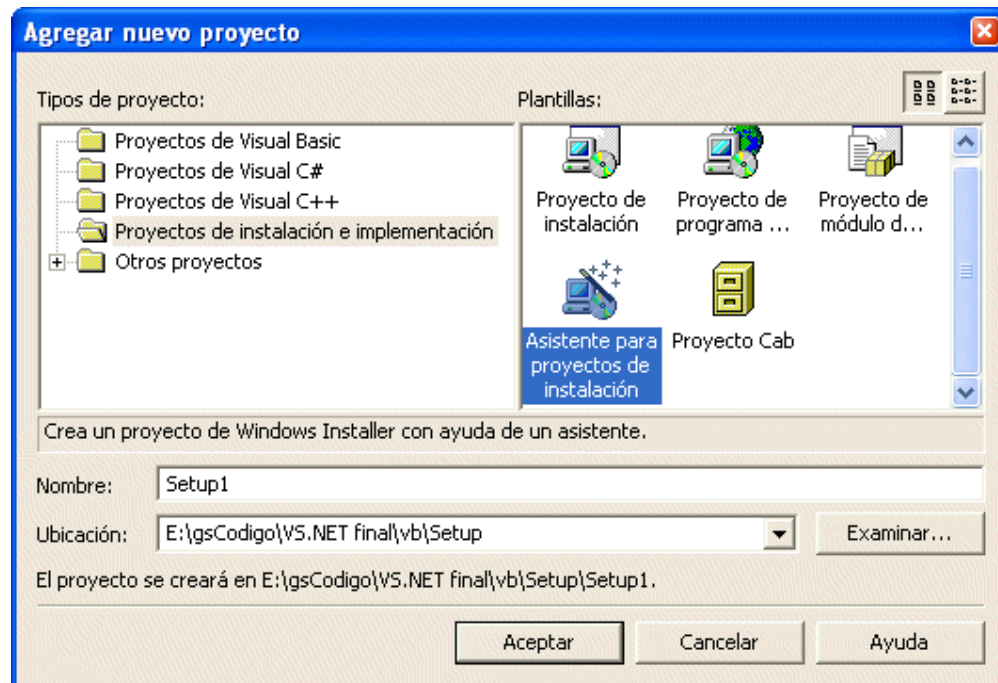 Agregar nuevo proyecto
Tipos de proyecto:
Plantillas:
Proyectos de Visual Basic
Proyectos de Visual C#
Proyectos de Visual C++
Proyectos de instalación e implementación
Otros proyectos
Proyecto de
instalación
Proyecto de
programa ...
Proyecto de
módulo d...
Asistente para
proyectos de
instalación
Proyecto Cab
Crea un proyecto de Windows Installer con ayuda de un asistente.
Nombre:
Setup1
Ubicación:
E:\gsCodigo\VS.NET final\vb\Setup
Examinar...
El proyecto se creará en E:\gsCodigo\VS.NET final\vb\Setup\Setup1.
Aceptar
Cancelar
Ayuda